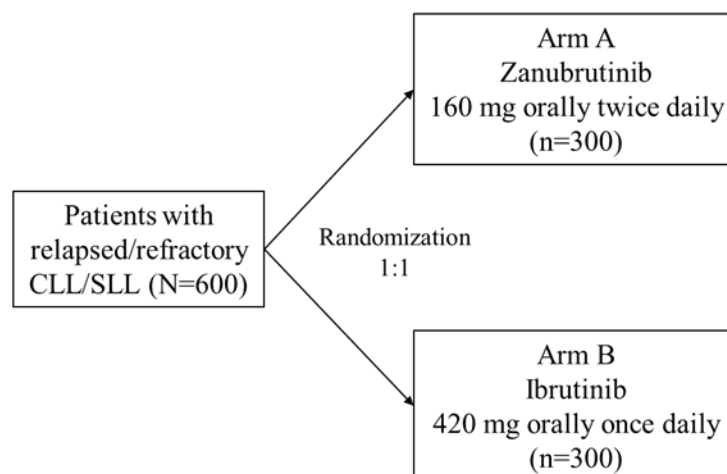 Arm A
Zanubrutinib
160 mg orally twice daily
(n=300)
Patients with
relapsed/refractory
CLL/SLL (N=600)
Randomization
1:1
Arm B
Ibrutinib
420 mg orally once daily
(n=300)